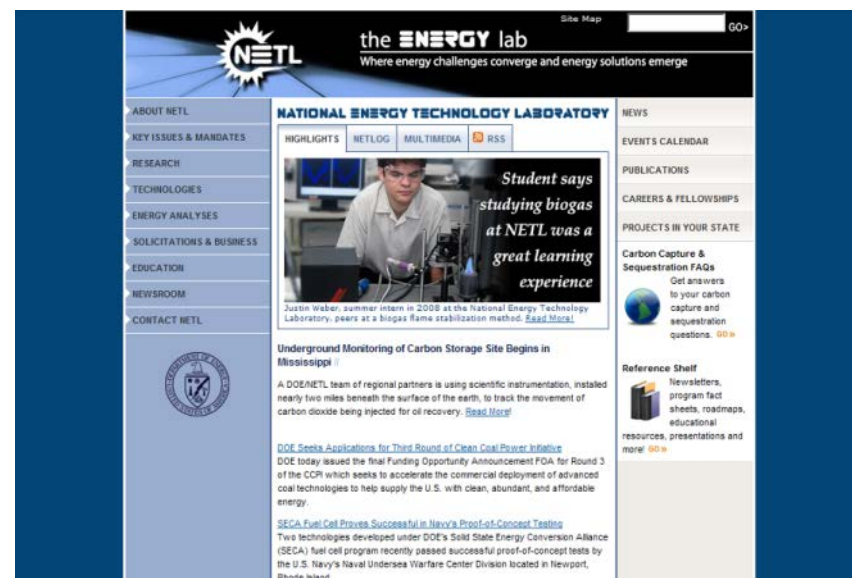 Site Map
GO>
NETL
the ENERGY lab
Where energy challenges converge and energy solutions emerge
ABOUT NETL
KEY ISSUES & MANDATES
RESEARCH
TECHNOLOGIES
ENERGY ANALYSES
SOLICITATIONS & BUSINESS
EDUCATION
NEWSROOM
CONTACT NETL
NATIONAL ENERGY TECHNOLOGY LABORATORY
HIGHLIGHTS NETLOG MULTIMEDIA RSS
Student says
studying biogas
at NETL was a
great learning
experience
Justin Weber, summer intern in 2008 at the National Energy Technology
Laboratory, peers at a biogas flame stabilization method. Read More!
Underground Monitoring of Carbon Storage Site Begins in
Mississippi //
A DOE/NETL team of regional partners is using scientific instrumentation, installed
nearly two miles beneath the surface of the earth, to track the movement of
carbon dioxide being injected for oil recovery. Read More!
DOE Seeks Applications for Third Round of Clean Coal Power Initiative
DOE today issued the final Funding Opportunity Announcement FOA for Round 3
of the CCPI which seeks to accelerate the commercial deployment of advanced
coal technologies to help supply the U.S. with clean, abundant, and affordable
energy.
SECA Fuel Cell Proves Successful in Navy's Proof-of-Concept Testing
Two technologies developed under DOE's Solid State Energy Conversion Alliance
(SECA) fuel cell program recently passed successful proof-of-concept tests by
the U.S. Navy's Naval Undersea Warfare Center Division located in Newport,
Rhode Island.
NEWS
EVENTS CALENDAR
PUBLICATIONS
CAREERS & FELLOWSHIPS
PROJECTS IN YOUR STATE
Carbon Capture &
Sequestration FAQs
Get answers
to your carbon
capture and
sequestration
questions. GO »
Reference Shelf
Newsletters,
program fact
sheets, roadmaps,
educational
resources, presentations and
more! GO »